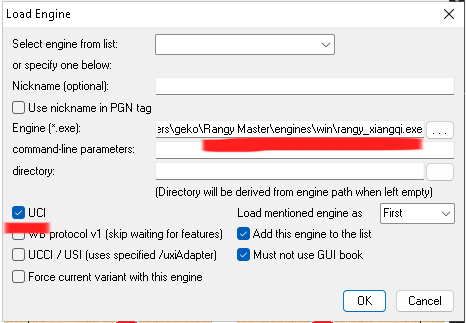 Load Engine
Select engine from list:
or specify one below:
Nickname (optional):
Use nickname in PGN tag
Engine (*.exe): ers\geko\Rangy Master\engines\win\rangy_xiangqi.exe ...
command-line parameters:
directory:
(Directory will be derived from engine path when left empty)
UCI Load mentioned engine as First
WB protocol v1 (skip waiting for features) Add this engine to the list
UCCI / USI (uses specified /uxiAdapter) Must not use GUI book
Force current variant with this engine
OK Cancel